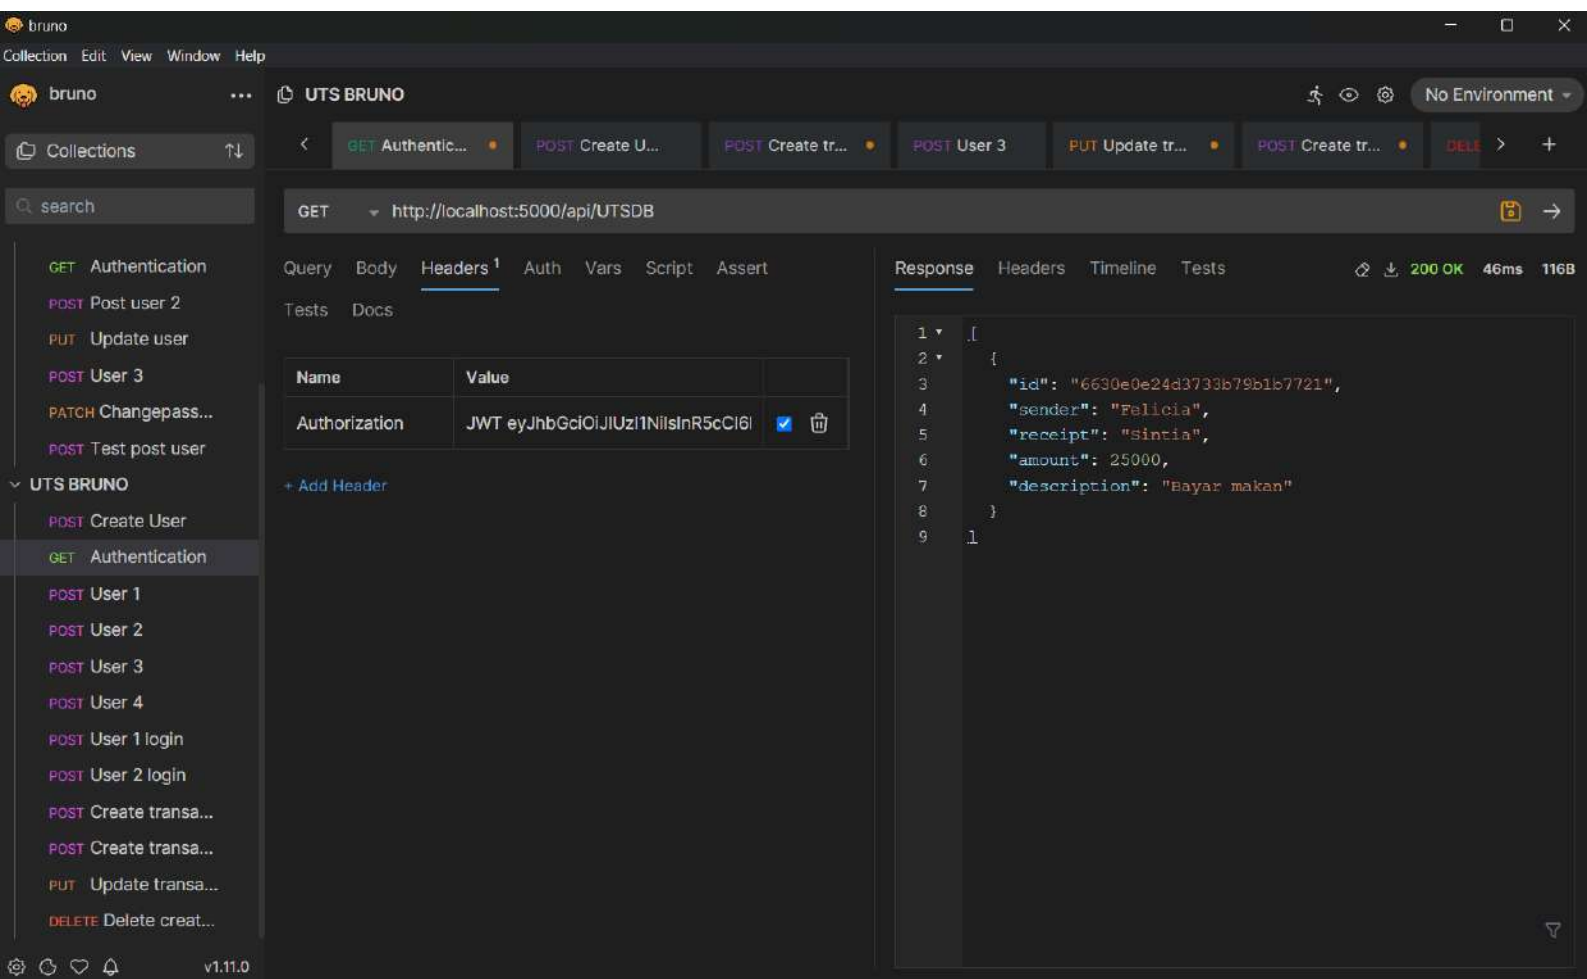 bruno
Collection Edit View Window Help
bruno
Collections
search
GET Authentication
POST Post user 2
PUT Update user
POST User 3
PATCH Changepass...
POST Test post user
UTS BRUNO
POST Create User
GET Authentication
POST User 1
POST User 2
POST User 3
POST User 4
POST User 1 login
POST User 2 login
POST Create transa...
POST Create transa...
PUT Update transa...
DELETE Delete creat...
v1.11.0
UTS BRUNO
No Environment
GET Authentic...
POST Create U...
POST Create tr...
POST User 3
PUT Update tr...
POST Create tr...
DELE
GET http://localhost:5000/api/UTSDB
Query Body Headers 1 Auth Vars Script Assert
Tests Docs
Name Value
Authorization JWT eyJhbGciOiJIUzI1NiIsInR5cCI6I
+ Add Header
Response Headers Timeline Tests 200 OK 46ms 116B
1 [
2 {
3 "id": "6630e0e24d3733b79b1b7721",
4 "sender": "Felicia",
5 "receipt": "Sintia",
6 "amount": 25000,
7 "description": "Bayar makan"
8 }
9 ]